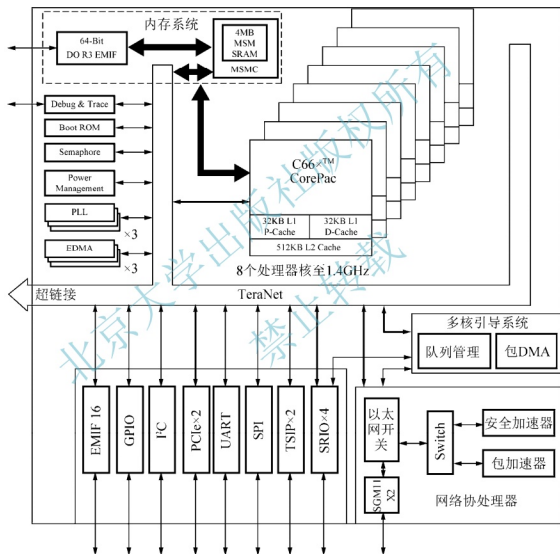 内存系统
64-Bit
DO R3 EMIF
4MB
MSM
SRAM
MSMC
Debug & Trace
Boot ROM
Semaphore
Power
Management
PLL
×3
EDMA
×3
C66×™
CorePac
32KB L1
P-Cache
32KB L1
D-Cache
512KB L2 Cache
8个处理器核至1.4GHz
超链接
TeraNet
多核引导系统
队列管理
包DMA
EMIF 16
GPIO
I²C
PCIe×2
UART
SPI
TSIP×2
SRIO×4
以太
网开
关
Switch
安全加速器
包加速器
SGM11
X2
网络协处理器
北京大学出版社版权所有
禁止转载